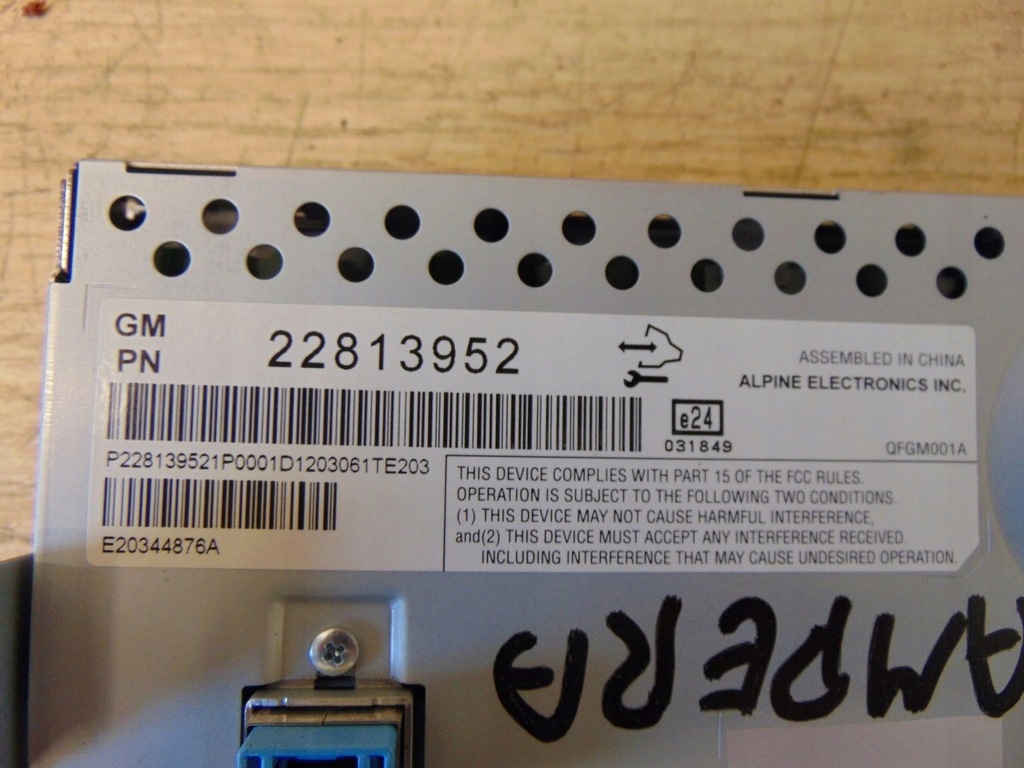 GM
PN
22813952
ASSEMBLED IN CHINA
ALPINE ELECTRONICS INC.
e24
031849
QFGM001A
P228139521P0001D1203061TE203
E20344876A
THIS DEVICE COMPLIES WITH PART 15 OF THE FCC RULES.
OPERATION IS SUBJECT TO THE FOLLOWING TWO CONDITIONS.
(1) THIS DEVICE MAY NOT CAUSE HARMFUL INTERFERENCE,
and(2) THIS DEVICE MUST ACCEPT ANY INTERFERENCE RECEIVED.
INCLUDING INTERFERENCE THAT MAY CAUSE UNDESIRED OPERATION.
AMPERA